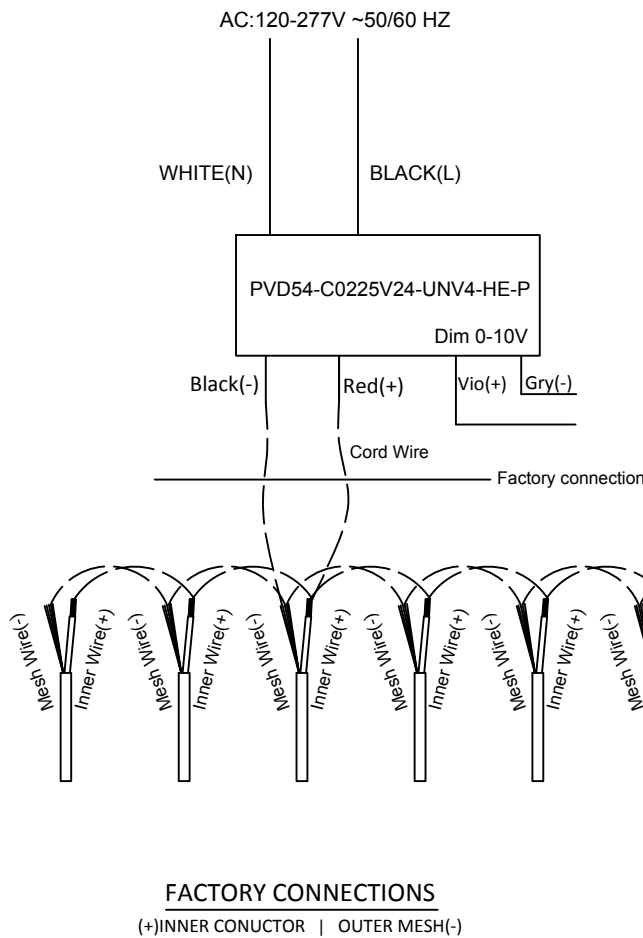 AC:120-277V ~50/60 HZ
WHITE(N)
BLACK(L)
PVD54-C0225V24-UNV4-HE-P
Dim 0-10V
Black(-)
Red(+)
Vio(+)
Gry(-)
Cord Wire
Factory connection
Mesh Wire(-)
Inner Wire(+)
Mesh Wire(-)
Inner Wire(+)
Mesh Wire(-)
Inner Wire(+)
Mesh Wire(-)
Inner Wire(+)
Mesh Wire(-)
Inner Wire(+)
Mesh Wire(-)
FACTORY CONNECTIONS
(+)INNER CONUCTOR | OUTER MESH(-)